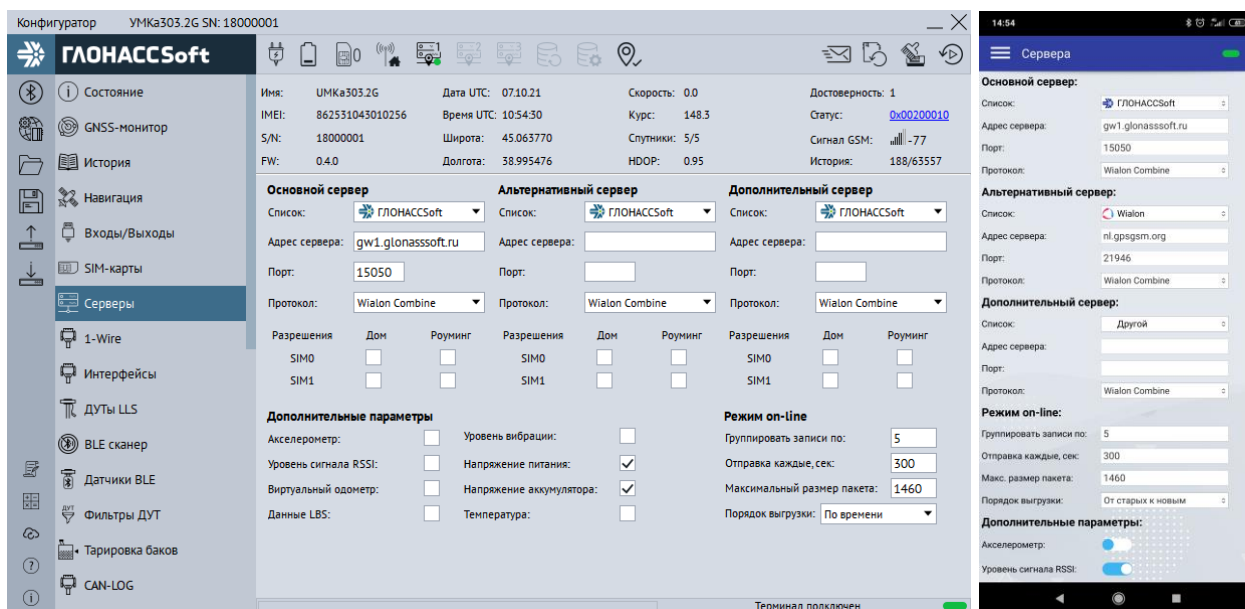 Конфигуратор УМКа303.2G SN: 18000001
ГЛОНАССSoft
0
Состояние
GNSS-монитор
История
Навигация
Входы/Выходы
SIM-карты
Серверы
1-Wire
Интерфейсы
ДУТы LLS
BLE сканер
Датчики BLE
Фильтры ДУТ
Тарировка баков
CAN-LOG
Имя: UMKa303.2G Дата UTC: 07.10.21 Скорость: 0.0 Достоверность: 1
IMEI: 862531043010256 Время UTC: 10:54:30 Курс: 148.3 Статус: 0x00200010
S/N: 18000001 Широта: 45.063770 Спутники: 5/5 Сигнал GSM: -77
FW: 0.4.0 Долгота: 38.995476 HDOP: 0.95 История: 188/63557
Основной сервер Альтернативный сервер Дополнительный сервер
Список: ГЛОНАССSoft Список: ГЛОНАССSoft Список: ГЛОНАССSoft
Адрес сервера: gw1.glonasssoft.ru Адрес сервера: Адрес сервера:
Порт: 15050 Порт: Порт:
Протокол: Wialon Combine Протокол: Wialon Combine Протокол: Wialon Combine
Разрешения Дом Роуминг Разрешения Дом Роуминг Разрешения Дом Роуминг
SIM0 SIM0 SIM0
SIM1 SIM1 SIM1
Дополнительные параметры Режим on-line
Акселерометр: Уровень вибрации: Группировать записи по: 5
Уровень сигнала RSSI: Напряжение питания: Отправка каждые, сек: 300
Виртуальный одометр: Напряжение аккумулятора: Максимальный размер пакета: 1460
Данные LBS: Температура: Порядок выгрузки: По времени
Терминал подключен
14:54
Сервера
Основной сервер:
Список: ГЛОНАССSoft
Адрес сервера: gw1.glonasssoft.ru
Порт: 15050
Протокол: Wialon Combine
Альтернативный сервер:
Список: Wialon
Адрес сервера: nl.gpsgsm.org
Порт: 21946
Протокол: Wialon Combine
Дополнительный сервер:
Список: Другой
Адрес сервера:
Порт:
Протокол: Wialon Combine
Режим on-line:
Группировать записи по: 5
Отправка каждые, сек: 300
Макс. размер пакета: 1460
Порядок выгрузки: От старых к новым
Дополнительные параметры:
Акселерометр:
Уровень сигнала RSSI: